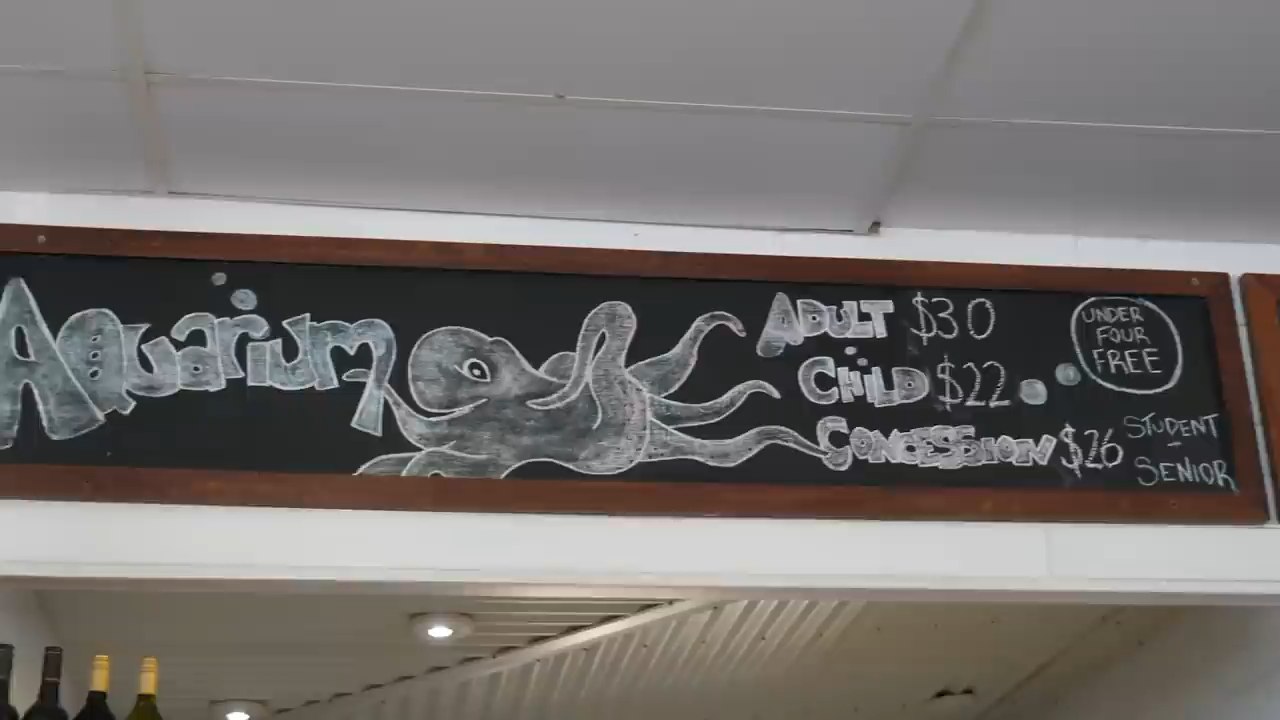 Aquarium
ADULT $30
CHILD $22
CONCESSION $26
STUDENT -
SENIOR
UNDER
FOUR
FREE